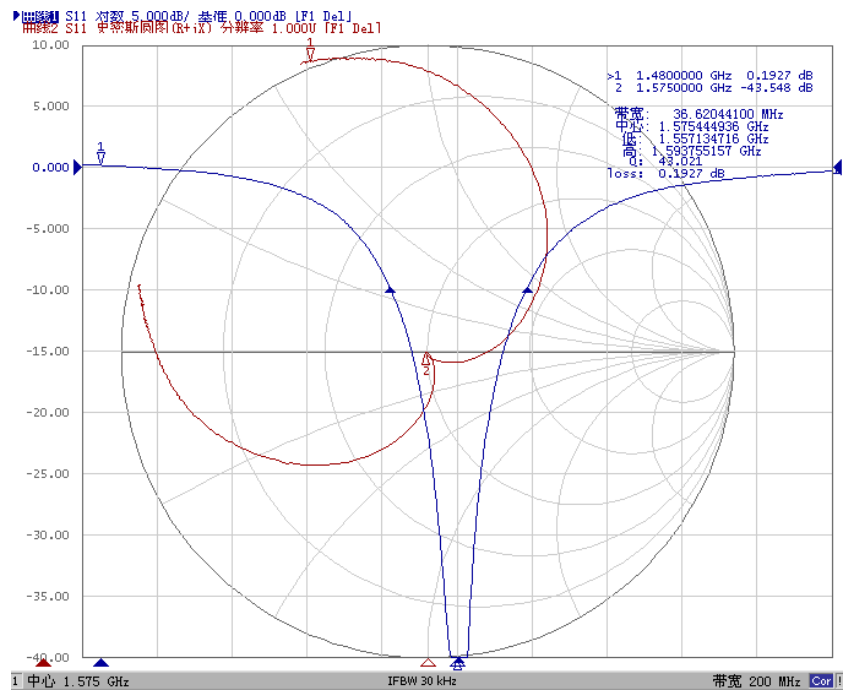 曲线1 S11 对数 5.000dB/ 基准 0.000dB [F1 Del]
曲线2 S11 史密斯圆图(R+jX) 分辨率 1.000U [F1 Del]
10.00
5.000
0.000
-5.000
-10.00
-15.00
-20.00
-25.00
-30.00
-35.00
-40.00
1
1
2
>1 1.4800000 GHz 0.1927 dB
2 1.5750000 GHz -43.548 dB
带宽: 36.62044100 MHz
中心: 1.575444936 GHz
低: 1.557134716 GHz
高: 1.593755157 GHz
Q: 43.021
loss: 0.1927 dB
1 中心 1.575 GHz
IFBW 30 kHz
带宽 200 MHz Cor !